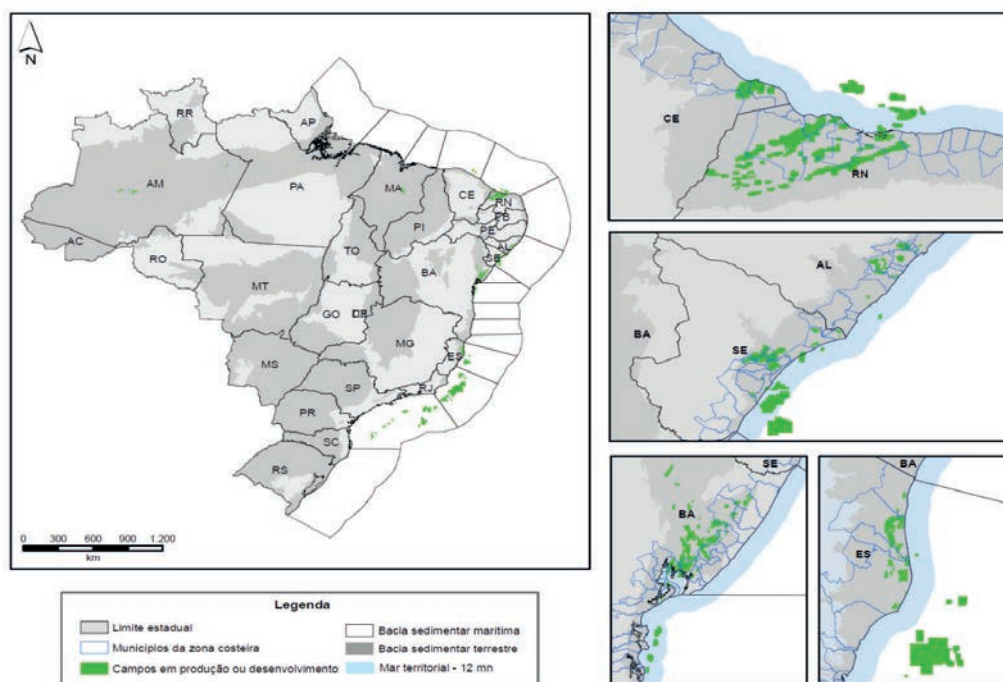 N
RR
AP
AM
PA
MA
CE
RN
PB
PE
AL
SE
PI
AC
RO
TO
BA
MT
GO
DF
MG
ES
MS
SP
RJ
PR
SC
RS
0 300 600 900 1.200
km
CE
RN
AL
BA
SE
SE
BA
BA
ES
Legenda
Limite estadual
Municípios da zona costeira
Campos em produção ou desenvolvimento
Bacia sedimentar marítima
Bacia sedimentar terrestre
Mar territorial - 12 mn